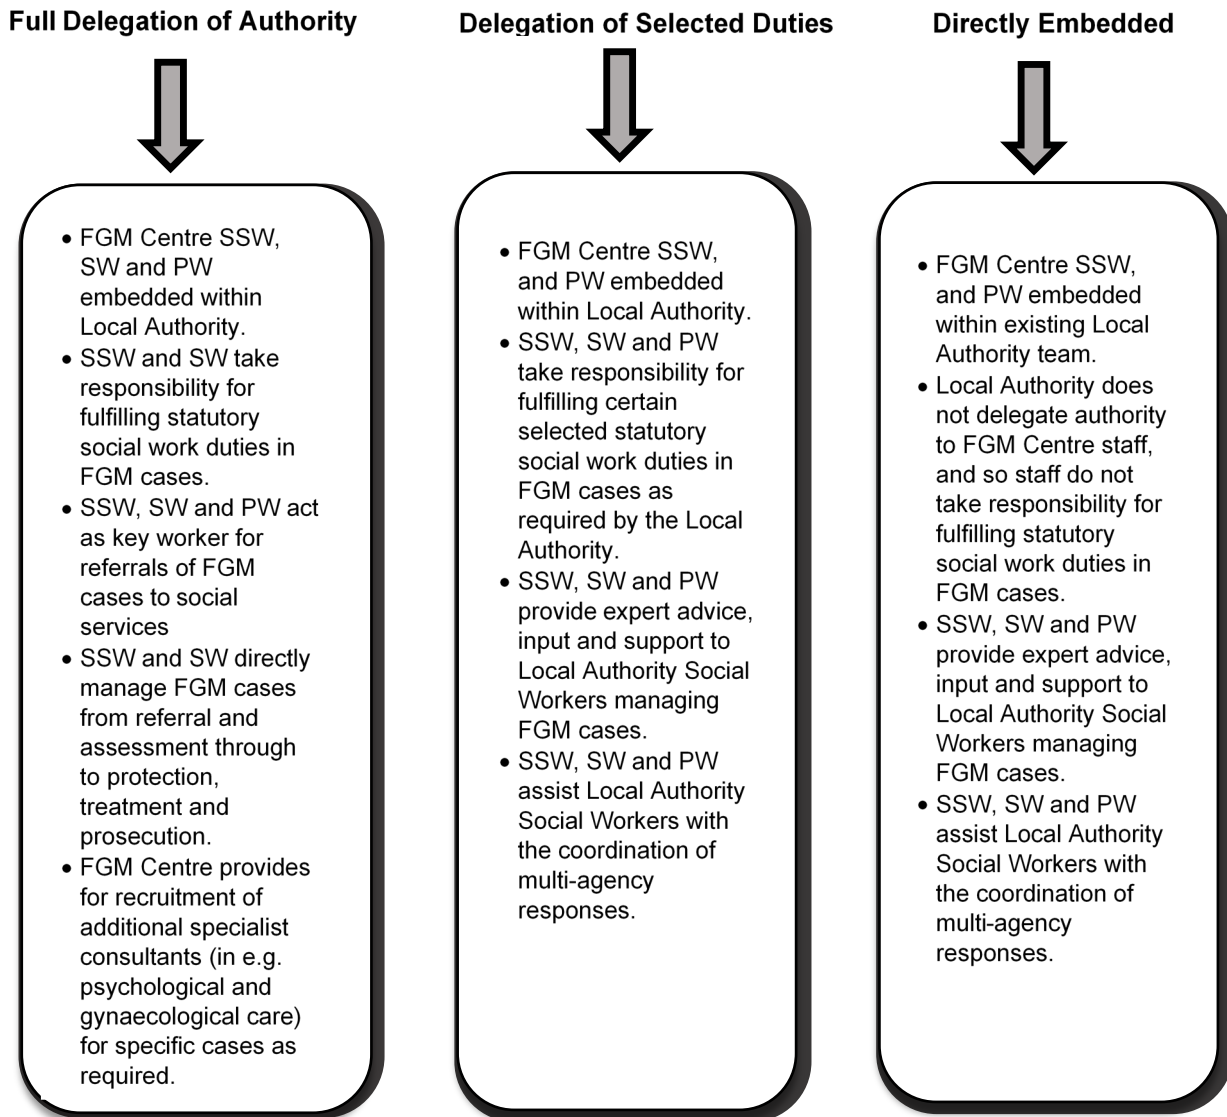 Full Delegation of Authority
Delegation of Selected Duties
Directly Embedded
• FGM Centre SSW,
SW and PW
embedded within
Local Authority.
• SSW and SW take
responsibility for
fulfilling statutory
social work duties in
FGM cases.
• SSW, SW and PW act
as key worker for
referrals of FGM
cases to social
services
• SSW and SW directly
manage FGM cases
from referral and
assessment through
to protection,
treatment and
prosecution.
• FGM Centre provides
for recruitment of
additional specialist
consultants (in e.g.
psychological and
gynaecological care)
for specific cases as
required.
• FGM Centre SSW,
and PW embedded
within Local Authority.
• SSW, SW and PW
take responsibility for
fulfilling certain
selected statutory
social work duties in
FGM cases as
required by the Local
Authority.
• SSW, SW and PW
provide expert advice,
input and support to
Local Authority Social
Workers managing
FGM cases.
• SSW, SW and PW
assist Local Authority
Social Workers with
the coordination of
multi-agency
responses.
• FGM Centre SSW,
and PW embedded
within existing Local
Authority team.
• Local Authority does
not delegate authority
to FGM Centre staff,
and so staff do not
take responsibility for
fulfilling statutory
social work duties in
FGM cases.
• SSW, SW and PW
provide expert advice,
input and support to
Local Authority Social
Workers managing
FGM cases.
• SSW, SW and PW
assist Local Authority
Social Workers with
the coordination of
multi-agency
responses.